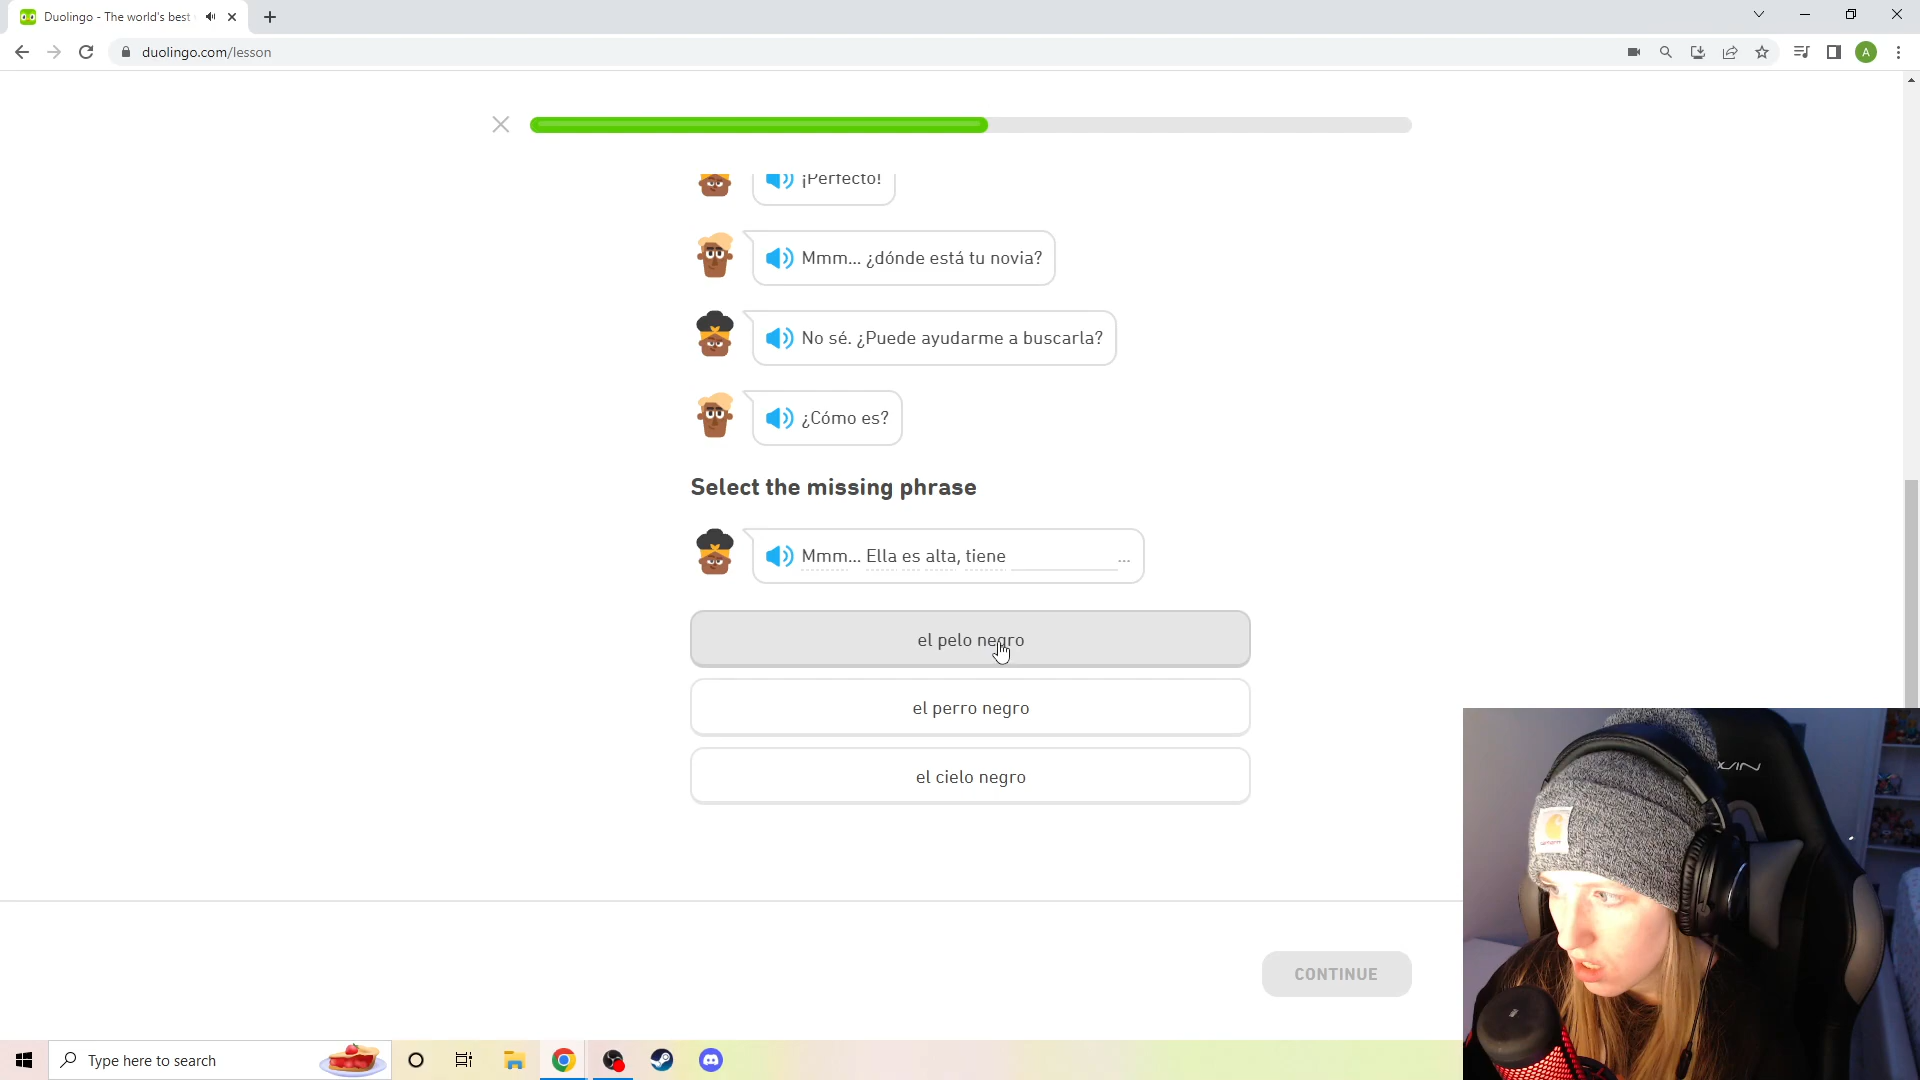 Duolingo - The world's best
duolingo.com/lesson
A
¡Perfecto!
Mmm... ¿dónde está tu novia?
No sé. ¿Puede ayudarme a buscarla?
¿Cómo es?
Select the missing phrase
Mmm... Ella es alta, tiene ...
el pelo negro
el perro negro
el cielo negro
CONTINUE
Type here to search